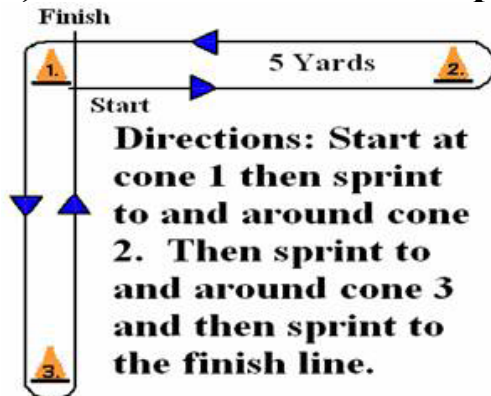 Finish
1.
5 Yards
2.
Start
Directions: Start at
cone 1 then sprint
to and around cone
2. Then sprint to
and around cone 3
and then sprint to
the finish line.
3.